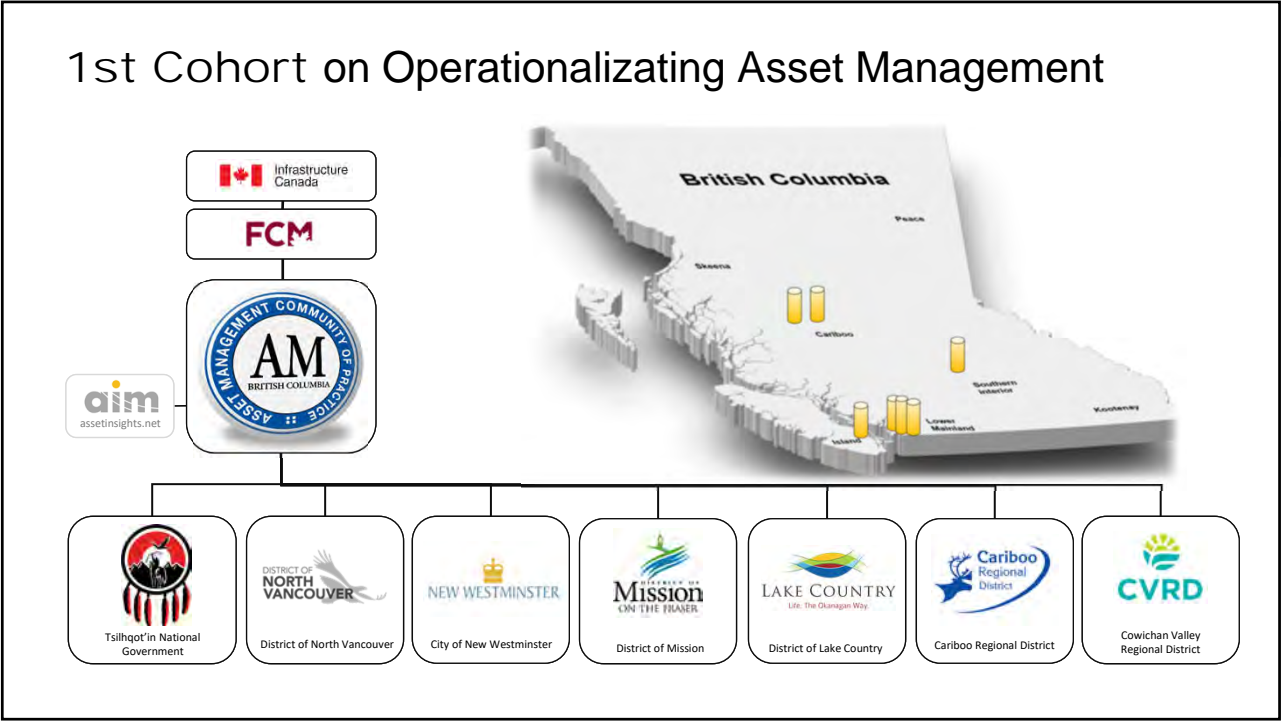 1st Cohort on Operationalizating Asset Management
Infrastructure
Canada
FCM
ASSET MANAGEMENT COMMUNITY OF PRACTICE
AM
BRITISH COLUMBIA
aim
assetinsights.net
British Columbia
Peace
Skeena
Cariboo
Southern
Interior
Kootenay
Lower
Mainland
Island
Tsilhqot'in National
Government
DISTRICT OF
NORTH
VANCOUVER
District of North Vancouver
NEW WESTMINSTER
City of New Westminster
DISTRICT OF
Mission
ON THE FRASER
District of Mission
LAKE COUNTRY
Life. The Okanagan Way.
District of Lake Country
Cariboo
Regional
District
Cariboo Regional District
CVRD
Cowichan Valley
Regional District